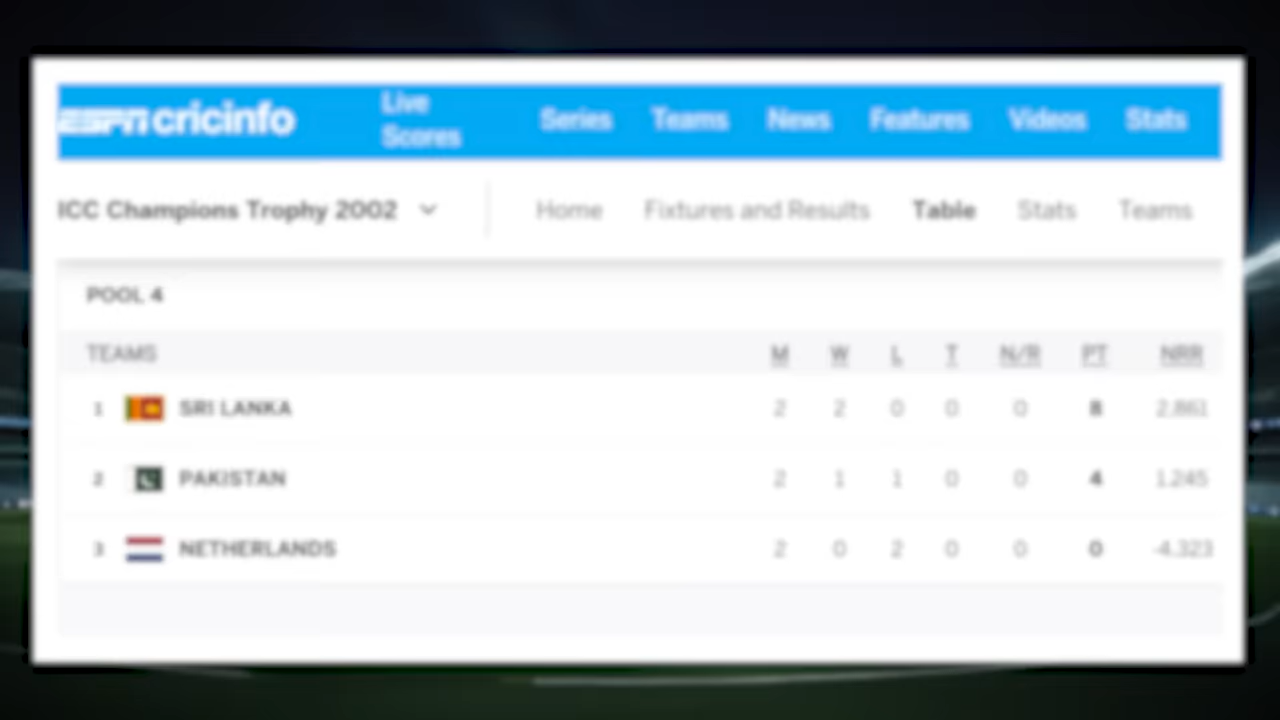 ESPN cricinfo Live Scores Series Teams News Features Videos Stats
ICC Champions Trophy 2002 Home Fixtures and Results Table Stats Teams
POOL 4
TEAMS M W L T N/R PT NRR
1 SRI LANKA 2 2 0 0 0 8 2.861
2 PAKISTAN 2 1 1 0 0 4 1.245
3 NETHERLANDS 2 0 2 0 0 0 -4.323